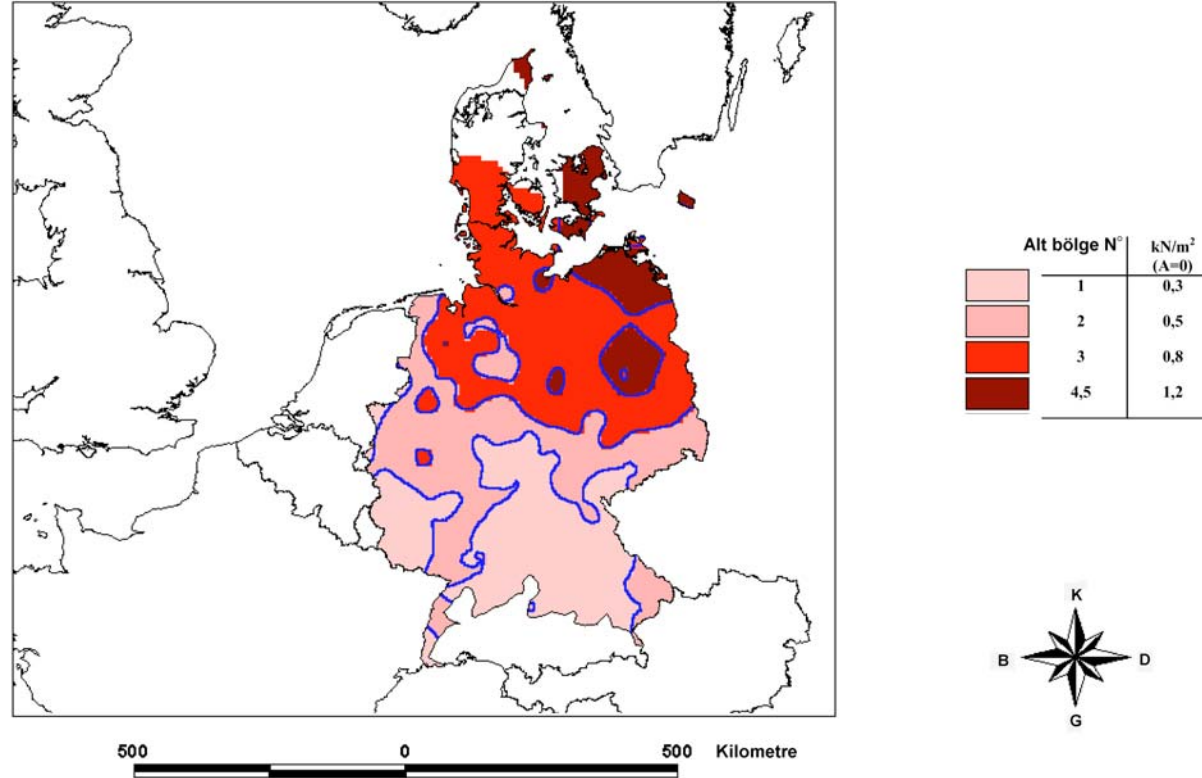 Alt bölge N° kN/m²
(A=0)
1 0,3
2 0,5
3 0,8
4,5 1,2
K
B D
G
500 0 500 Kilometre